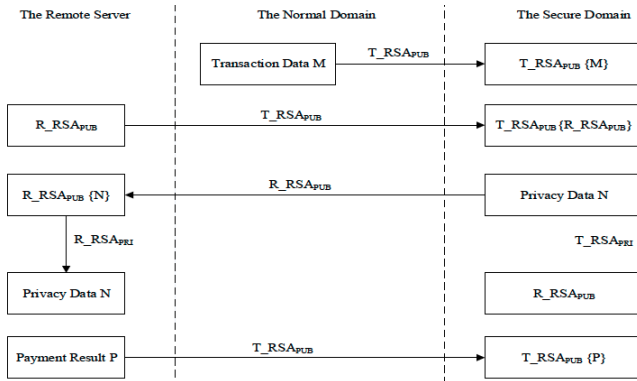 The Remote Server
The Normal Domain
The Secure Domain
Transaction Data M
T_RSAPUB
T_RSAPUB {M}
R_RSAPUB
T_RSAPUB
T_RSAPUB{R_RSAPUB}
R_RSAPUB {N}
R_RSAPUB
Privacy Data N
R_RSAPRI
T_RSAPRI
Privacy Data N
R_RSAPUB
Payment Result P
T_RSAPUB
T_RSAPUB {P}